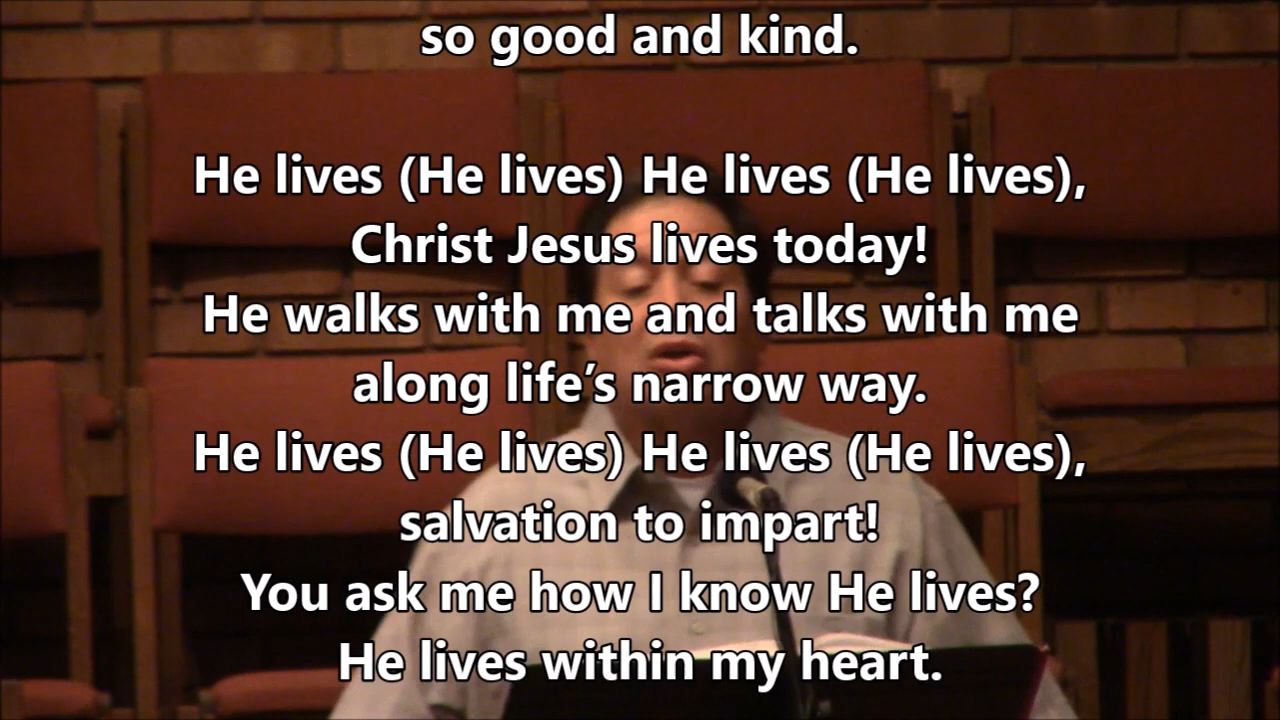 so good and kind.
He lives (He lives) He lives (He lives),
Christ Jesus lives today!
He walks with me and talks with me
along life’s narrow way.
He lives (He lives) He lives (He lives),
salvation to impart!
You ask me how I know He lives?
He lives within my heart.